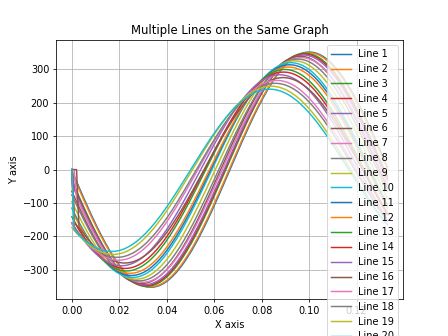 Multiple Lines on the Same Graph
300
200
100
0
−100
−200
−300
Y axis
0.00
0.02
0.04
0.06
0.08
0.10
X axis
Line 1
Line 2
Line 3
Line 4
Line 5
Line 6
Line 7
Line 8
Line 9
Line 10
Line 11
Line 12
Line 13
Line 14
Line 15
Line 16
Line 17
Line 18
Line 19
Line 20